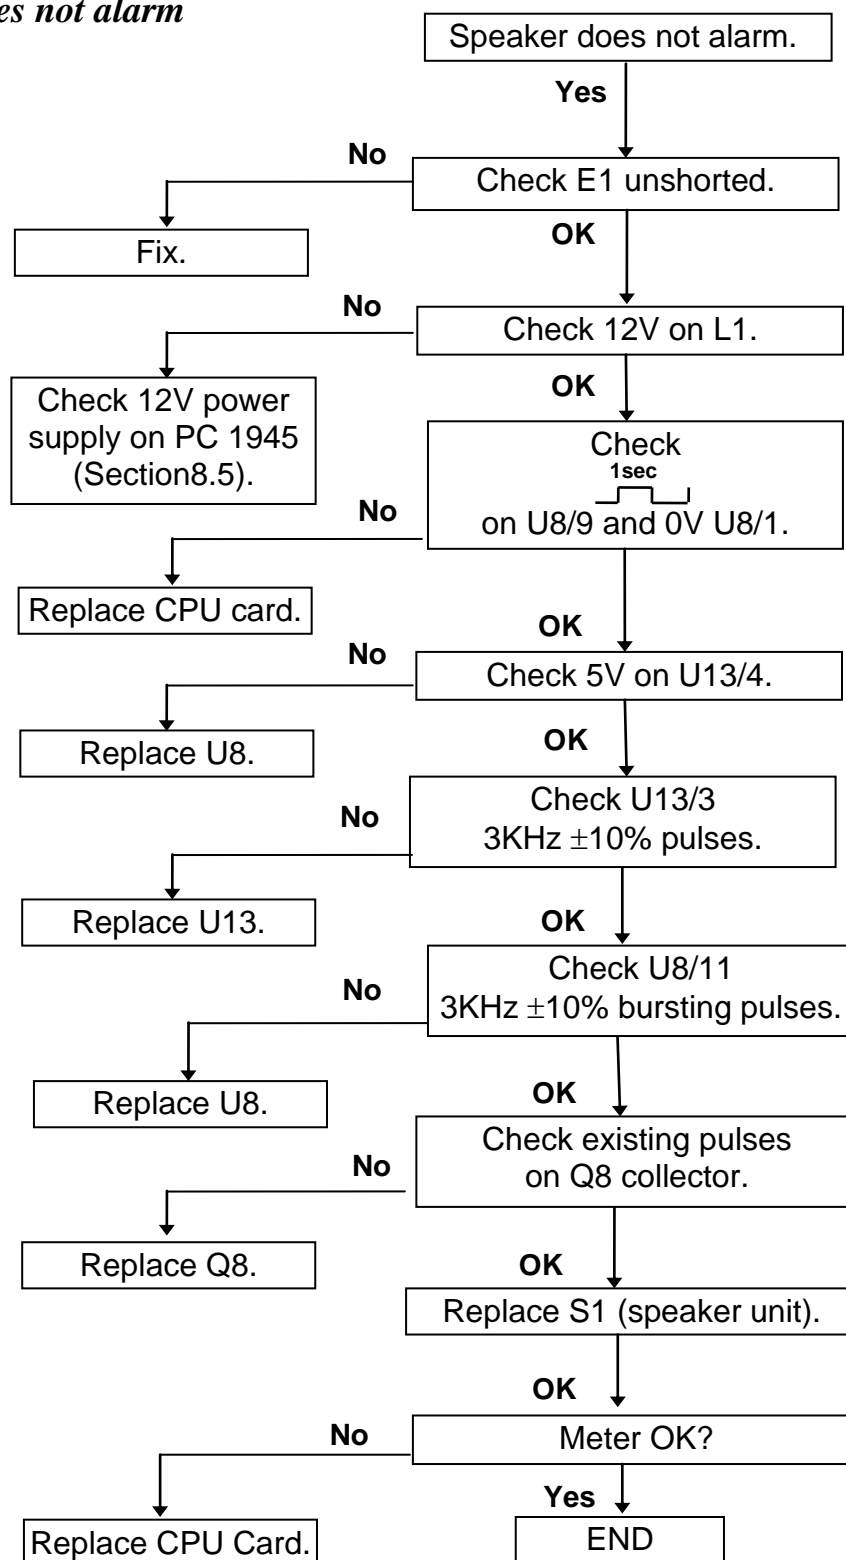 es not alarm
Speaker does not alarm.
Yes
No
Check E1 unshorted.
OK
Fix.
No
Check 12V on L1.
OK
Check 12V power
supply on PC 1945
(Section8.5).
Check
1sec
on U8/9 and 0V U8/1.
No
Replace CPU card.
OK
No
Check 5V on U13/4.
Replace U8.
OK
Check U13/3
3KHz ±10% pulses.
No
Replace U13.
OK
Check U8/11
3KHz ±10% bursting pulses.
No
Replace U8.
OK
Check existing pulses
on Q8 collector.
No
Replace Q8.
OK
Replace S1 (speaker unit).
OK
No
Meter OK?
Yes
Replace CPU Card.
END